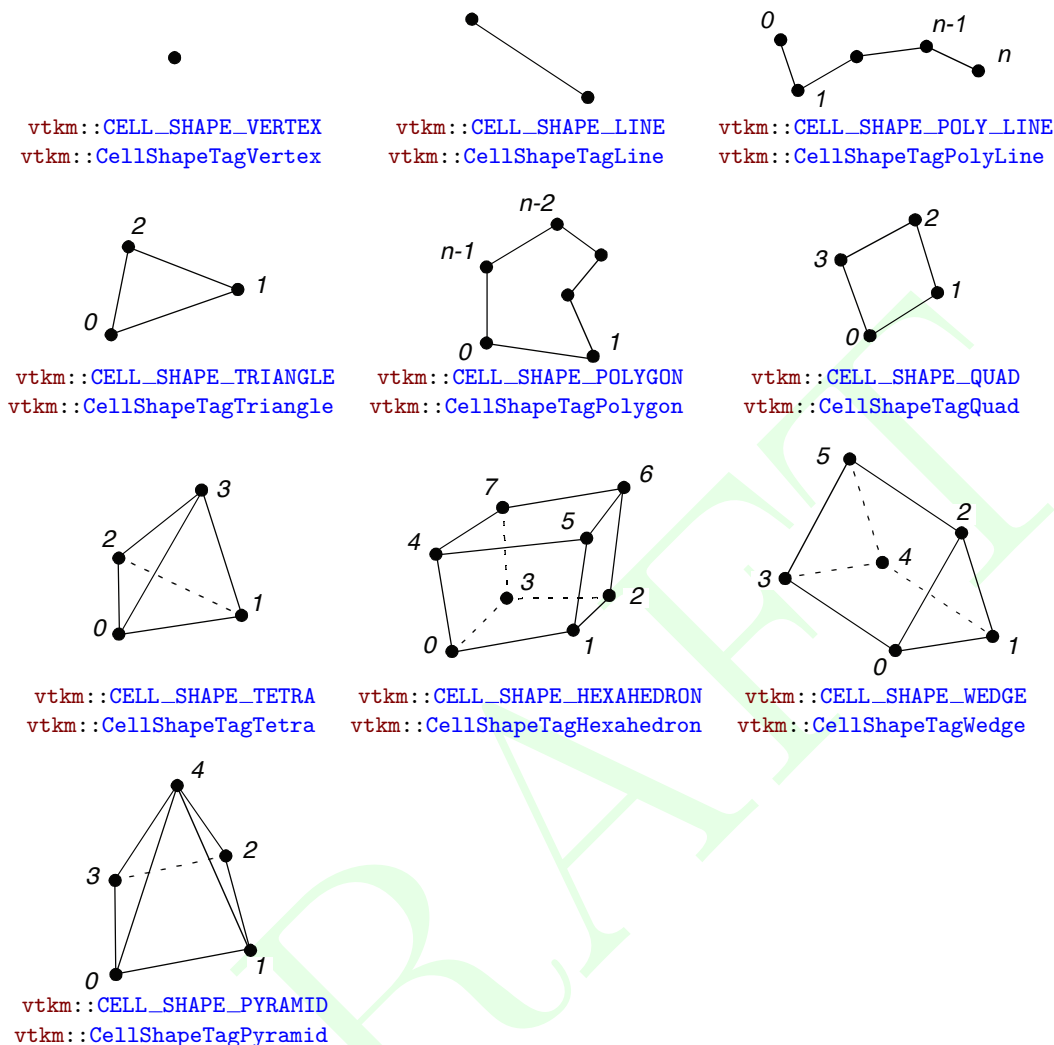 0 n-1 n 1
vtkm::CELL_SHAPE_VERTEX vtkm::CELL_SHAPE_LINE vtkm::CELL_SHAPE_POLY_LINE
vtkm::CellShapeTagVertex vtkm::CellShapeTagLine vtkm::CellShapeTagPolyLine
2 1 0
n-2 n-1 0 1
2 3 1 0
vtkm::CELL_SHAPE_TRIANGLE vtkm::CELL_SHAPE_POLYGON vtkm::CELL_SHAPE_QUAD
vtkm::CellShapeTagTriangle vtkm::CellShapeTagPolygon vtkm::CellShapeTagQuad
3 2 1 0
7 6 5 4 3 2 0 1
5 2 4 3 1 0
vtkm::CELL_SHAPE_TETRA vtkm::CELL_SHAPE_HEXAHEDRON vtkm::CELL_SHAPE_WEDGE
vtkm::CellShapeTagTetra vtkm::CellShapeTagHexahedron vtkm::CellShapeTagWedge
4 2 3 1 0
vtkm::CELL_SHAPE_PYRAMID
vtkm::CellShapeTagPyramid
RAFT